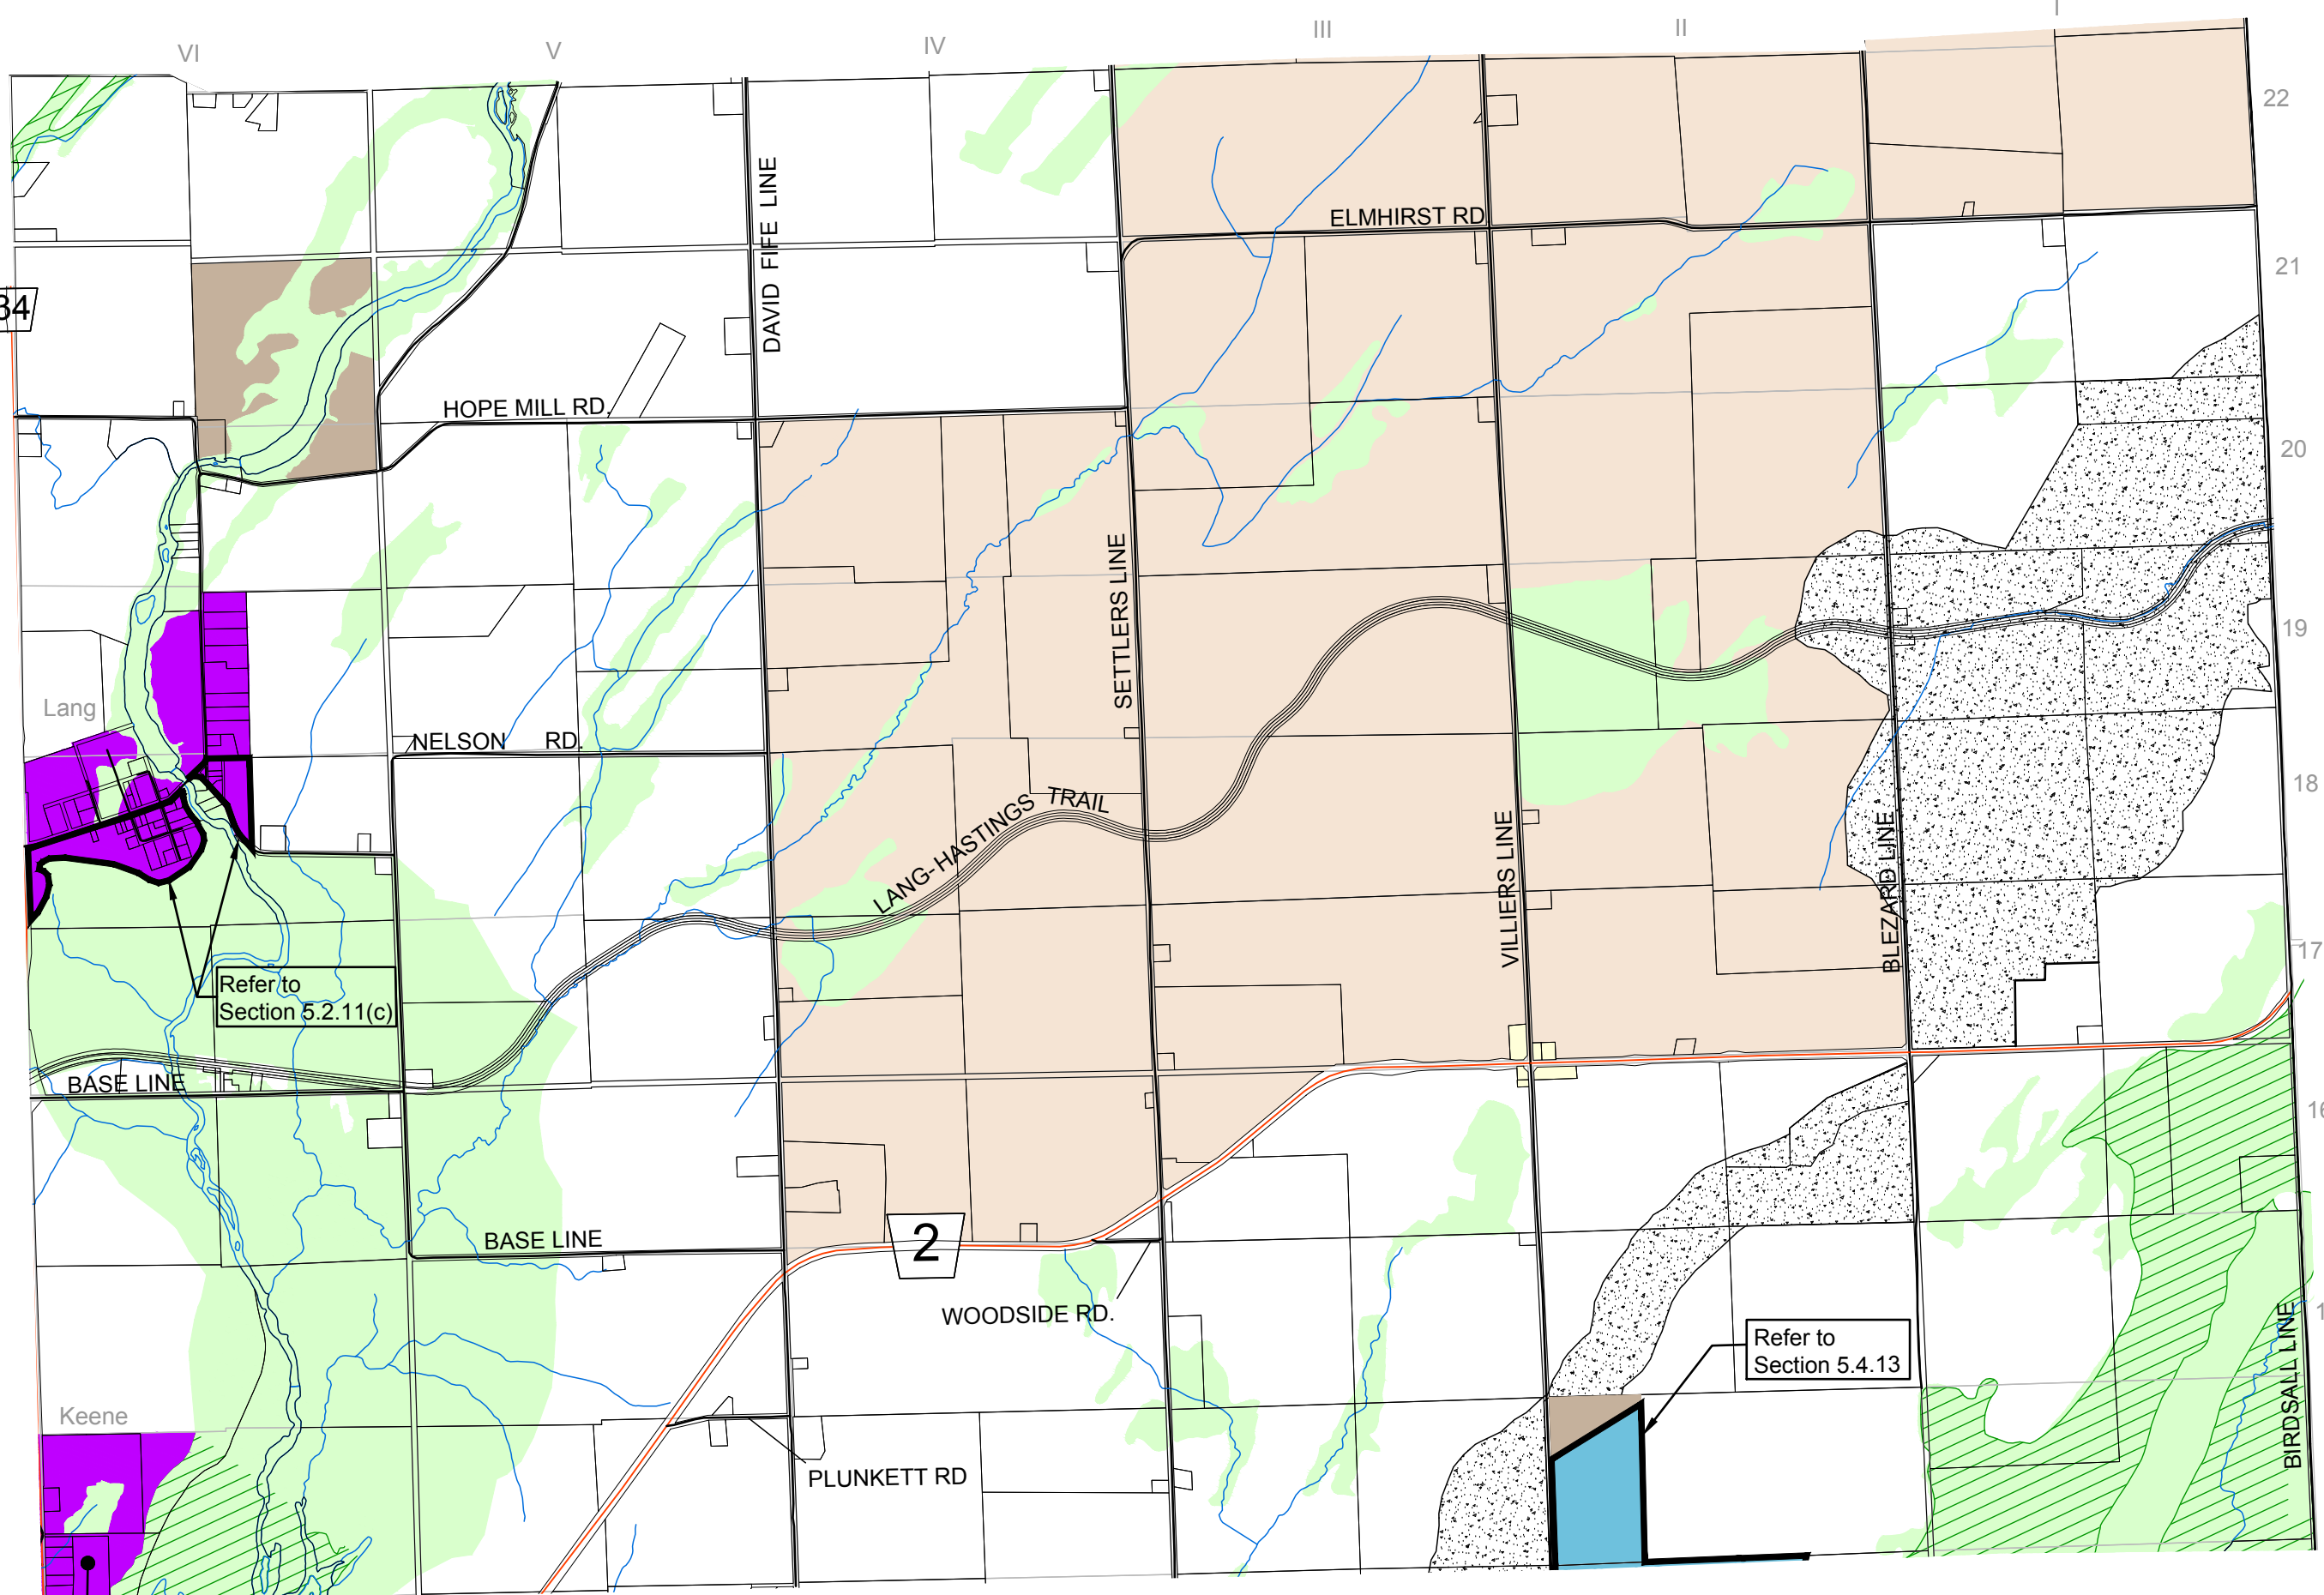 VI
V
IV
III
II
I
22
ELMHIRST RD.
DAVID FIFE LINE
21
34
HOPE MILL RD.
20
SETTLERS LINE
19
Lang
NELSON RD.
18
LANG-HASTINGS TRAIL
VILLIERS LINE
BLEZARD LINE
17
Refer to
Section 5.2.11(c)
BASE LINE
16
BASE LINE
2
WOODSIDE RD.
BIRDSALL LINE
Refer to
Section 5.4.13
Keene
PLUNKETT RD